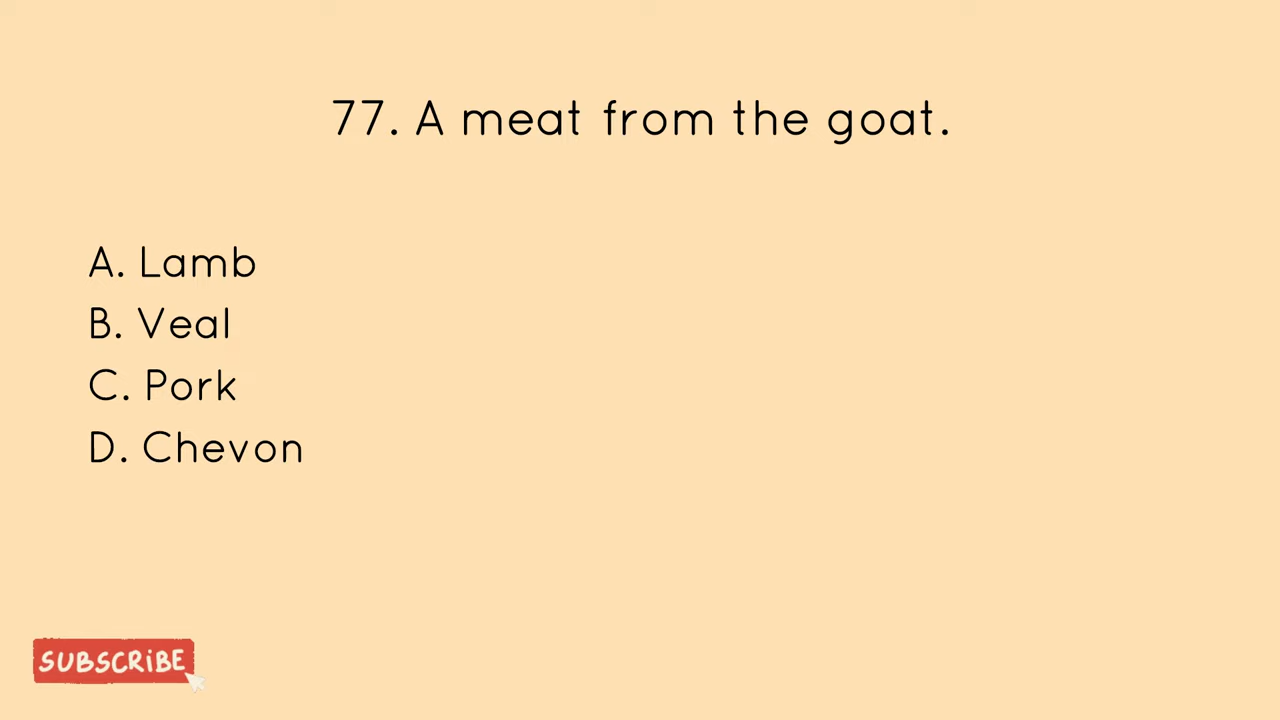 77. A meat from the goat.
A. Lamb
B. Veal
C. Pork
D. Chevon
SUBSCRiBE